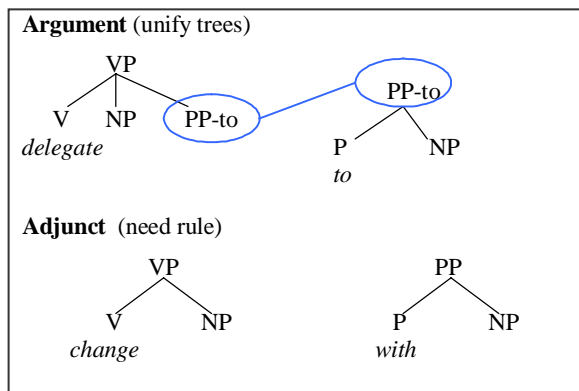 Argument (unify trees)
VP PP-to
V NP PP-to
delegate
P NP
to
Adjunct (need rule)
VP PP
V NP P NP
change with